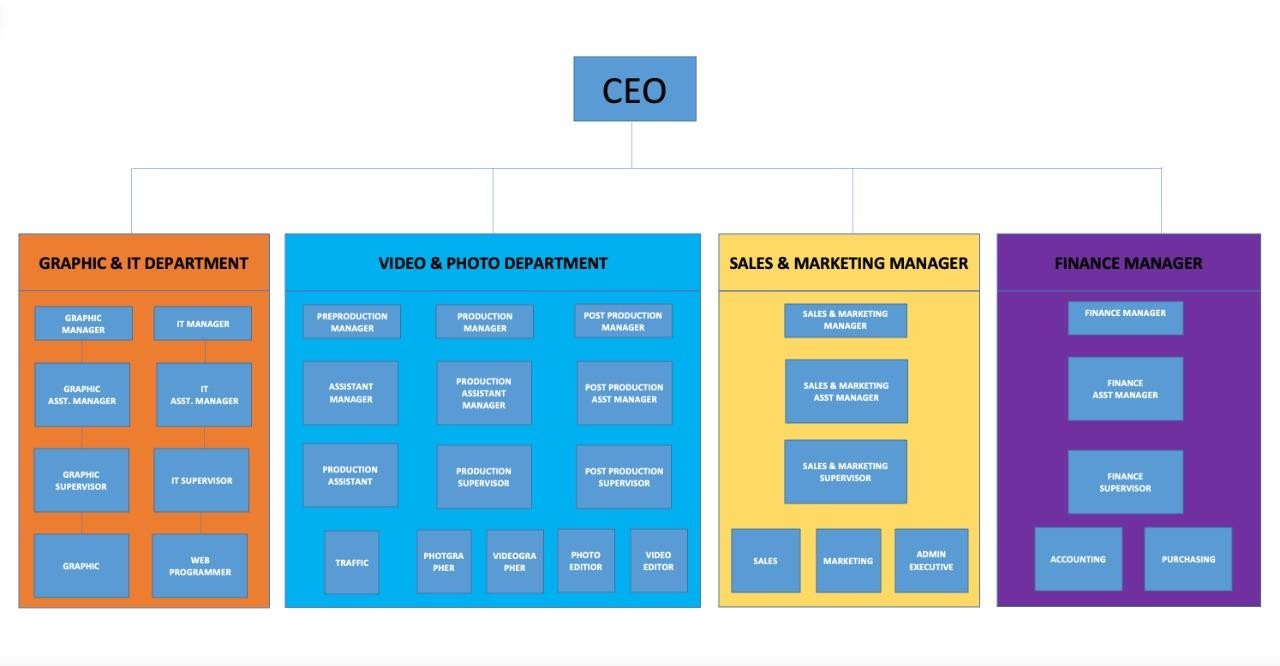 CEO
GRAPHIC & IT DEPARTMENT
GRAPHIC
MANAGER
IT MANAGER
GRAPHIC
ASST. MANAGER
IT
ASST. MANAGER
GRAPHIC
SUPERVISOR
IT SUPERVISOR
GRAPHIC
WEB
PROGRAMMER
VIDEO & PHOTO DEPARTMENT
PREPRODUCTION
MANAGER
PRODUCTION
MANAGER
POST PRODUCTION
MANAGER
ASSISTANT
MANAGER
PRODUCTION
ASSISTANT
MANAGER
POST PRODUCTION
ASST MANAGER
PRODUCTION
ASSISTANT
PRODUCTION
SUPERVISOR
POST PRODUCTION
SUPERVISOR
TRAFFIC
PHOTGRA
PHER
VIDEOGRA
PHER
PHOTO
EDITIOR
VIDEO
EDITOR
SALES & MARKETING MANAGER
SALES & MARKETING
MANAGER
SALES & MARKETING
ASST MANAGER
SALES & MARKETING
SUPERVISOR
SALES
MARKETING
ADMIN
EXECUTIVE
FINANCE MANAGER
FINANCE MANAGER
FINANCE
ASST MANAGER
FINANCE
SUPERVISOR
ACCOUNTING
PURCHASING